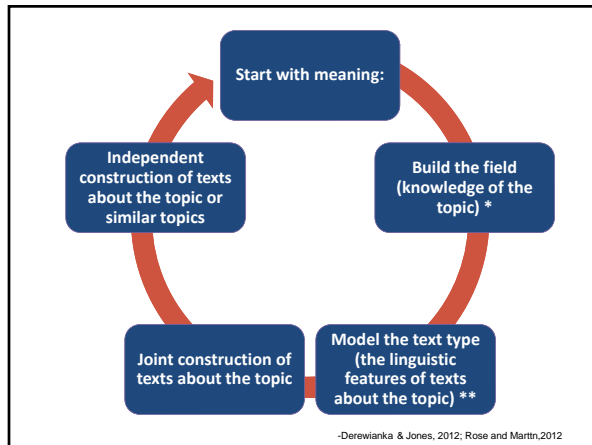 Start with meaning:
Build the field
(knowledge of the
topic) *
Model the text type
(the linguistic
features of texts
about the topic) **
Joint construction of
texts about the topic
Independent
construction of texts
about the topic or
similar topics
-Derewianka & Jones, 2012; Rose and Marttn,2012